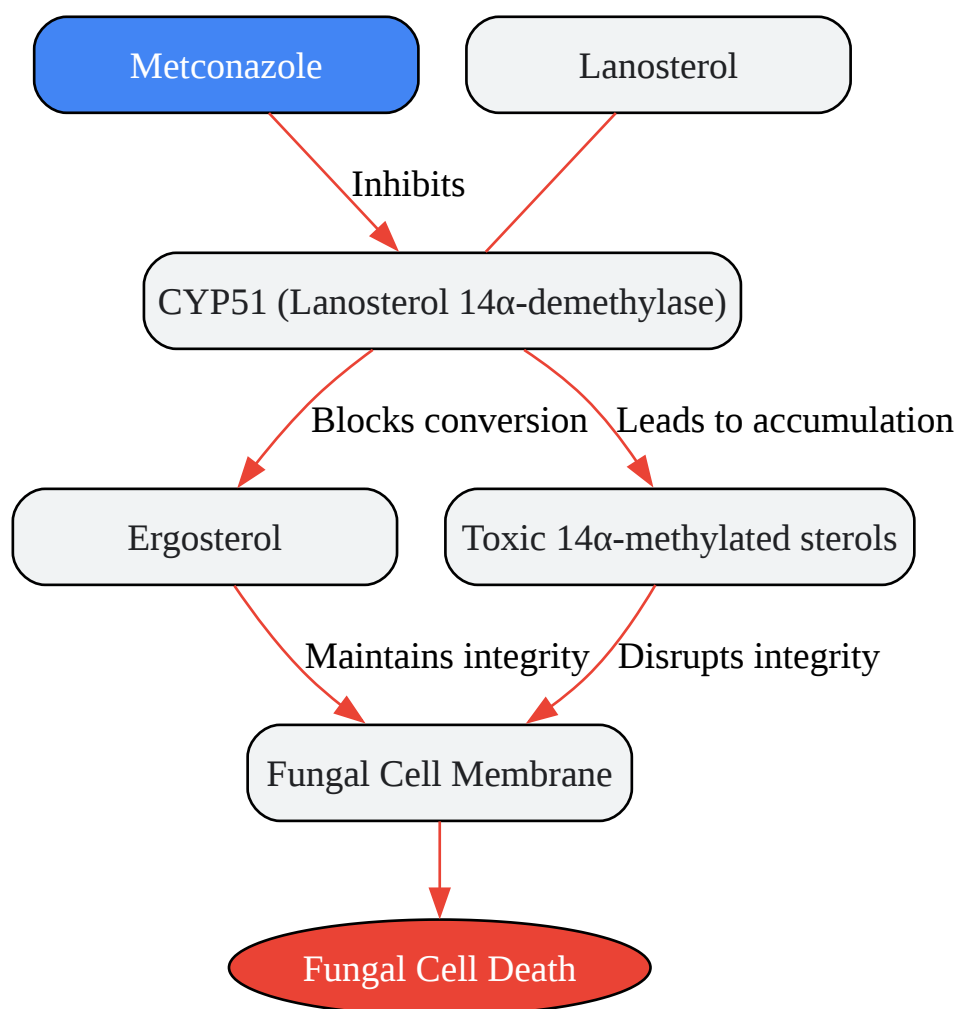 Metconazole
Lanosterol
Inhibits
CYP51 (Lanosterol 14α-demethylase)
Blocks conversion
Leads to accumulation
Ergosterol
Toxic 14α-methylated sterols
Maintains integrity
Disrupts integrity
Fungal Cell Membrane
Fungal Cell Death